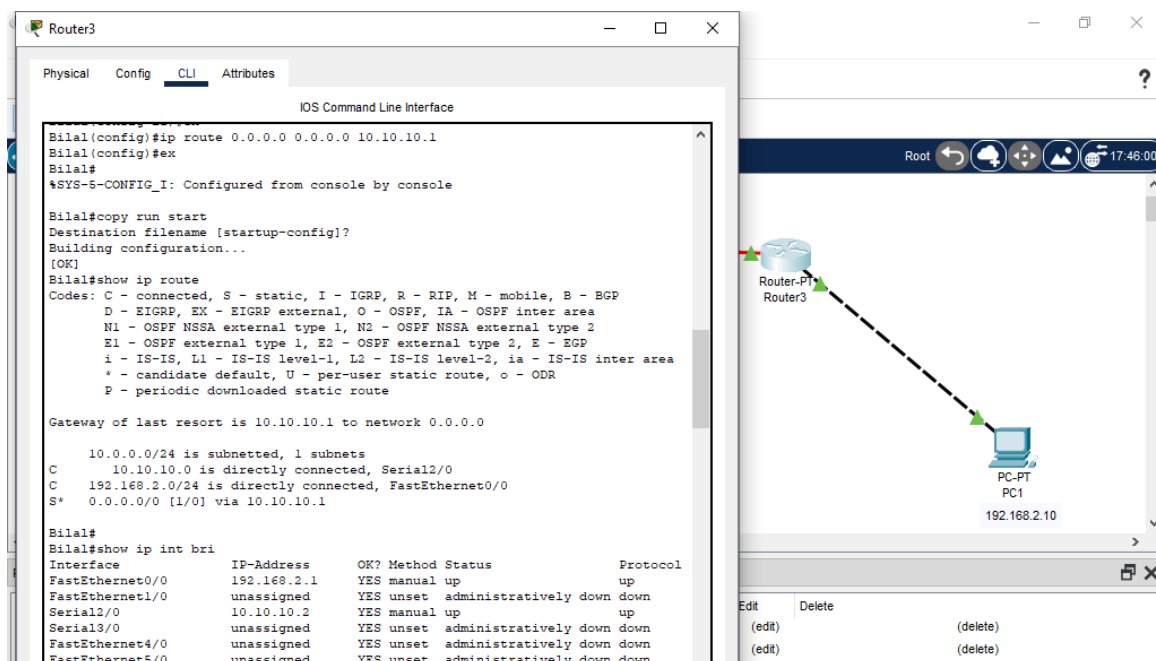 Router3
Physical Config CLI Attributes
IOS Command Line Interface
Bilal(config)#ip route 0.0.0.0 0.0.0.0 10.10.10.1
Bilal(config)#ex
Bilal#
%SYS-5-CONFIG_I: Configured from console by console
Bilal#copy run start
Destination filename [startup-config]?
Building configuration...
[OK]
Bilal#show ip route
Codes: C - connected, S - static, I - IGRP, R - RIP, M - mobile, B - BGP
D - EIGRP, EX - EIGRP external, O - OSPF, IA - OSPF inter area
N1 - OSPF NSSA external type 1, N2 - OSPF NSSA external type 2
E1 - OSPF external type 1, E2 - OSPF external type 2, E - EGP
i - IS-IS, L1 - IS-IS level-1, L2 - IS-IS level-2, ia - IS-IS inter area
* - candidate default, U - per-user static route, o - ODR
P - periodic downloaded static route
Gateway of last resort is 10.10.10.1 to network 0.0.0.0
10.0.0.0/24 is subnetted, 1 subnets
C 10.10.10.0 is directly connected, Serial2/0
C 192.168.2.0/24 is directly connected, FastEthernet0/0
S* 0.0.0.0/0 [1/0] via 10.10.10.1
Bilal#
Bilal#show ip int bri
Interface IP-Address OK? Method Status Protocol
FastEthernet0/0 192.168.2.1 YES manual up up
FastEthernet1/0 unassigned YES unset administratively down down
Serial2/0 10.10.10.2 YES manual up up
Serial3/0 unassigned YES unset administratively down down
FastEthernet4/0 unassigned YES unset administratively down down
FastEthernet5/0 unassigned YES unset administratively down down
?
Root 17:46:00
Router-PT
Router3
PC-PT
PC1
192.168.2.10
Edit Delete
(edit) (delete)
(edit) (delete)